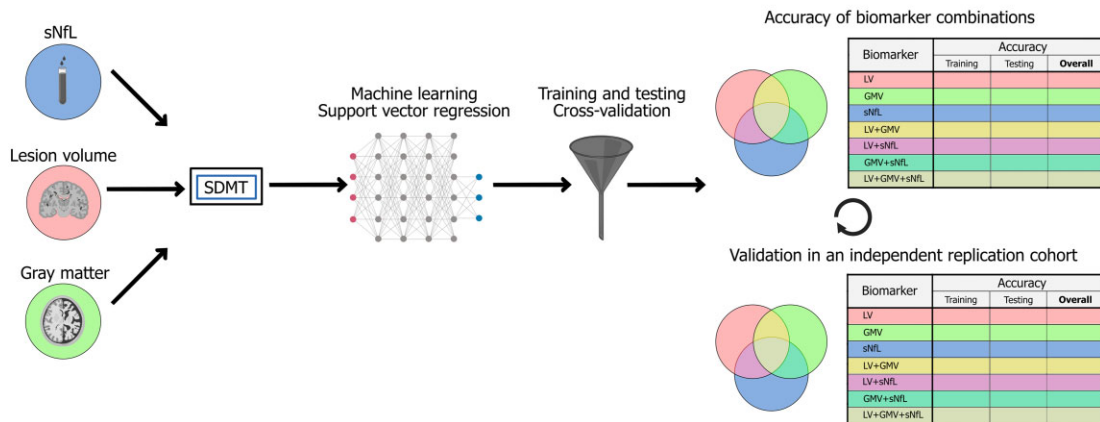 sNfL
Lesion volume
Gray matter
SDMT
Machine learning
Support vector regression
Training and testing
Cross-validation
Accuracy of biomarker combinations
Biomarker
Accuracy
Training Testing Overall
LV
GMV
sNfL
LV+GMV
LV+sNfL
GMV+sNfL
LV+GMV+sNfL
Validation in an independent replication cohort
Biomarker
Accuracy
Training Testing Overall
LV
GMV
sNfL
LV+GMV
LV+sNfL
GMV+sNfL
LV+GMV+sNfL